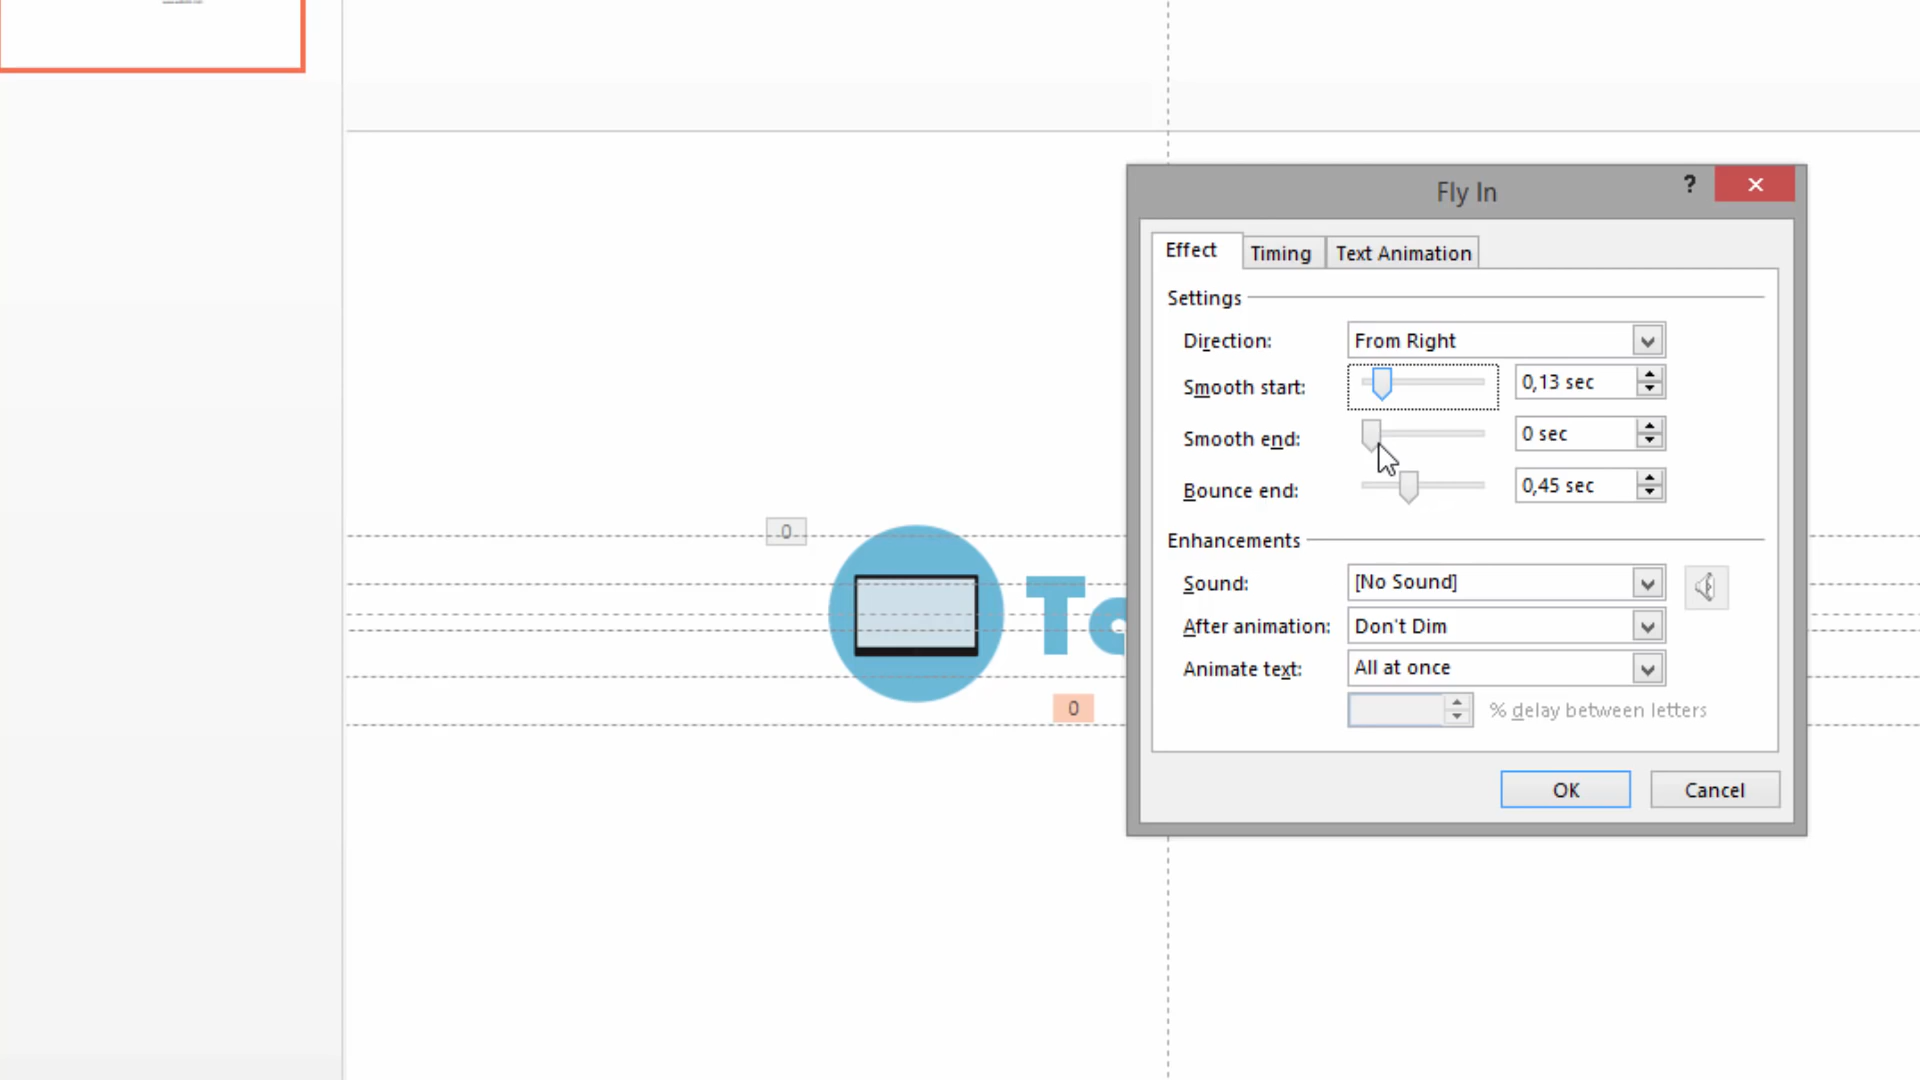 Fly In
?
Effect
Timing
Text Animation
Settings
Direction:
From Right
Smooth start:
0,13 sec
Smooth end:
0 sec
Bounce end:
0,45 sec
0
Enhancements
Sound:
[No Sound]
After animation:
Don't Dim
Animate text:
All at once
0
% delay between letters
OK
Cancel